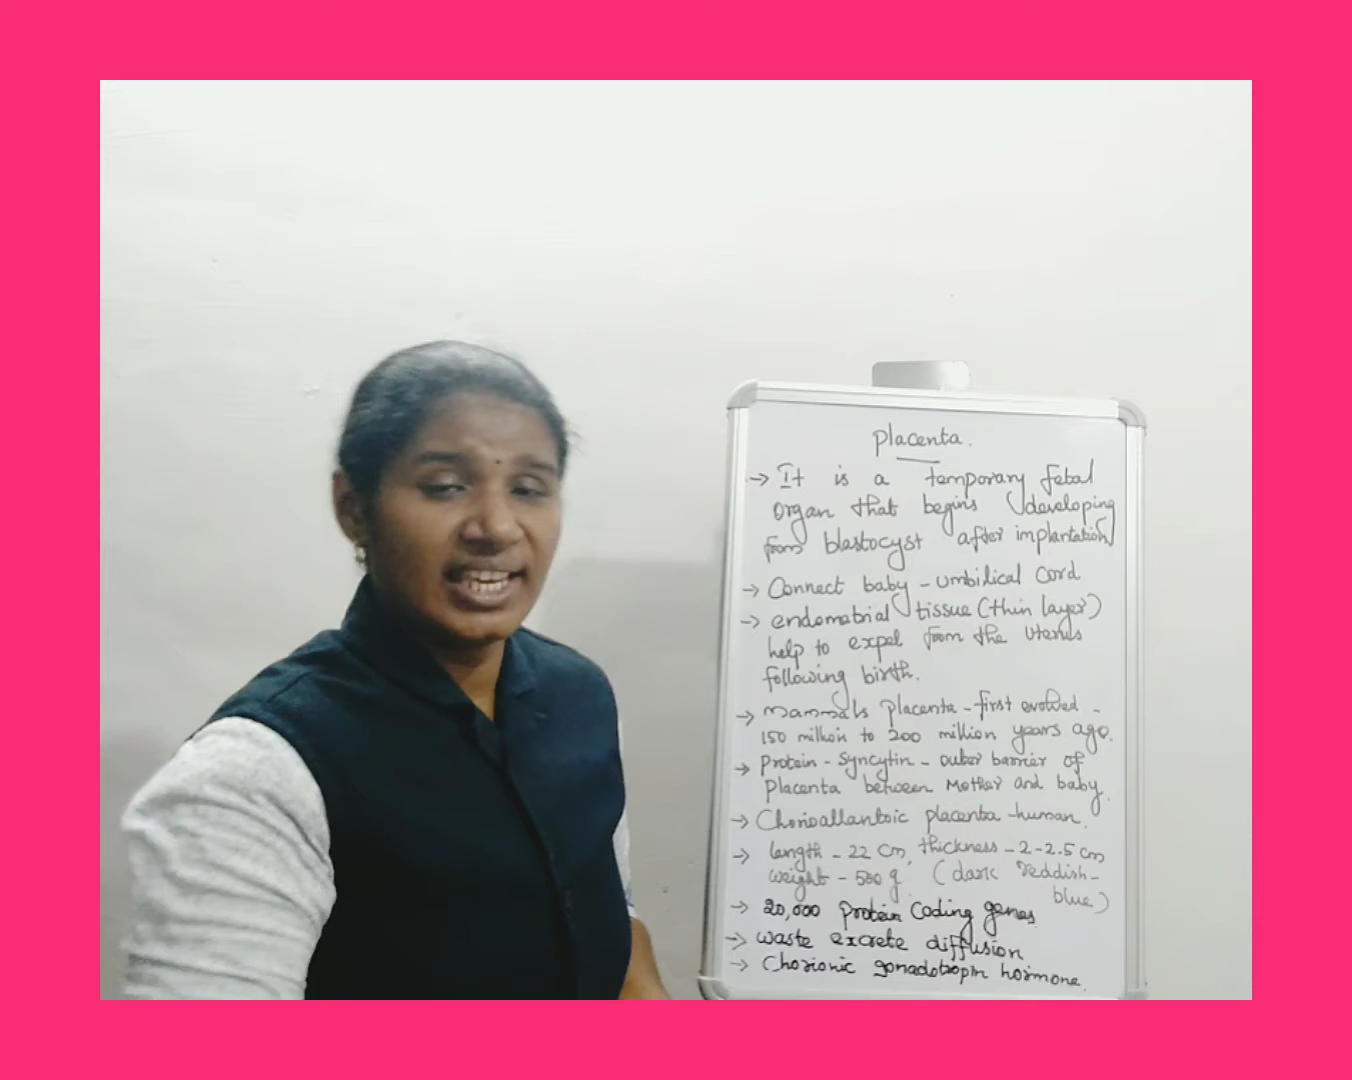 Placenta.
→ It is a temporary fetal
organ that begins developing
from blastocyst after implantation
→ Connect baby - umbilical cord
→ endomatrial tissue (thin layer)
help to expel from the uterus
following birth.
→ mammals placenta - first evolved -
150 million to 200 million years ago.
→ Protein - Syncytin - outer barrier of
placenta between Mother and baby.
→ Chorioallantoic placenta - human.
→ length - 22 cm, thickness - 2 - 2.5 cm
weight - 500 g (dark reddish-
blue)
→ 20,000 protein coding genes
→ waste excrete diffusion
→ Chorionic gonadotropin hormone.